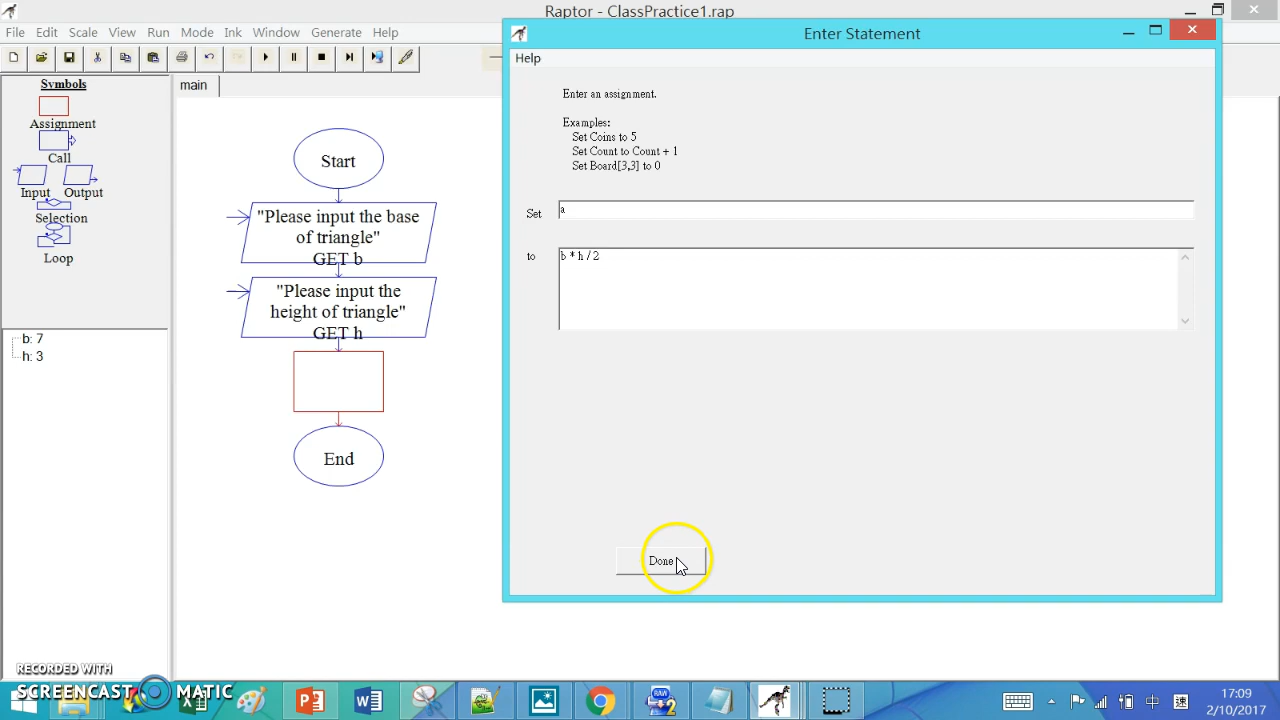 Raptor - ClassPractice1.rap
File Edit Scale View Run Mode Ink Window Generate Help
Symbols
Assignment
Call
Input Output
Selection
Loop
b: 7
h: 3
main
Start
"Please input the base
of triangle"
GET b
"Please input the
height of triangle"
GET h
End
Enter Statement
Help
Enter an assignment.
Examples:
Set Coins to 5
Set Count to Count + 1
Set Board[3,3] to 0
Set a
to b * h / 2
Done
RECORDED WITH
SCREENCAST MATIC
中 速
17:09
2/10/2017